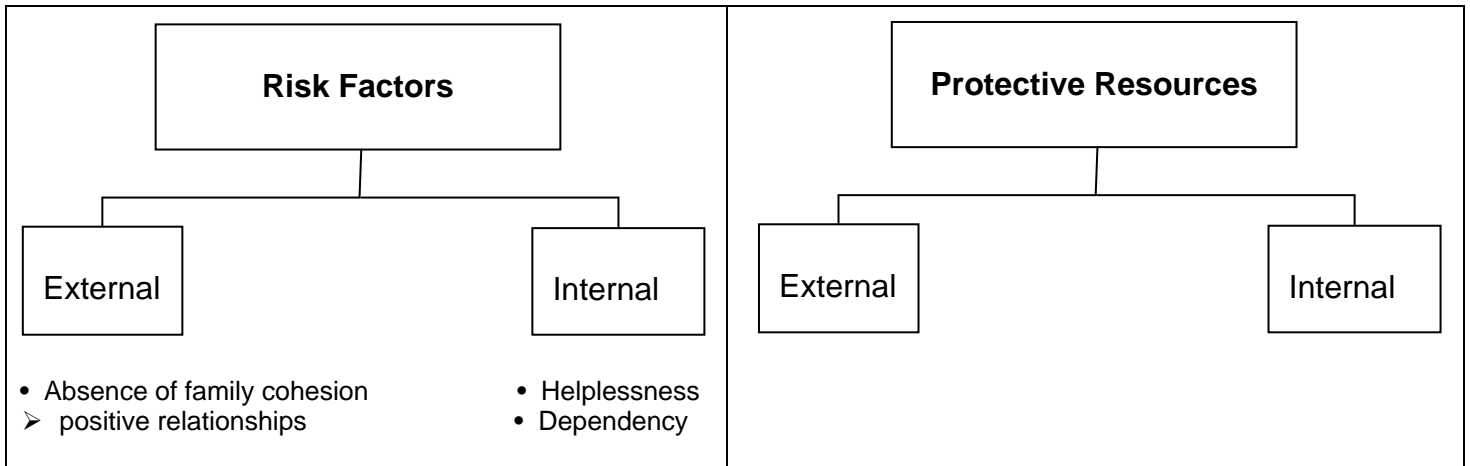 Risk Factors
External
Internal
• Absence of family cohesion
➢ positive relationships
• Helplessness
• Dependency
Protective Resources
External
Internal